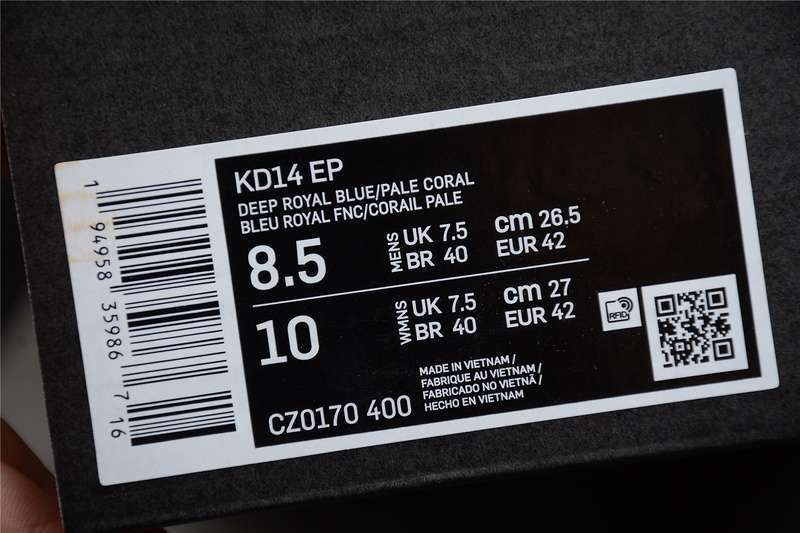 KD14 EP
DEEP ROYAL BLUE/PALE CORAL
BLEU ROYAL FNC/CORAIL PALE
8.5
MENS
UK 7.5
BR 40
cm 26.5
EUR 42
10
WMNS
UK 7.5
BR 40
cm 27
EUR 42
RFID
CZ0170 400
MADE IN VIETNAM /
FABRIQUE AU VIETNAM /
FABRICADO NO VIETNÃ /
HECHO EN VIETNAM
1 94958 35986 7 16